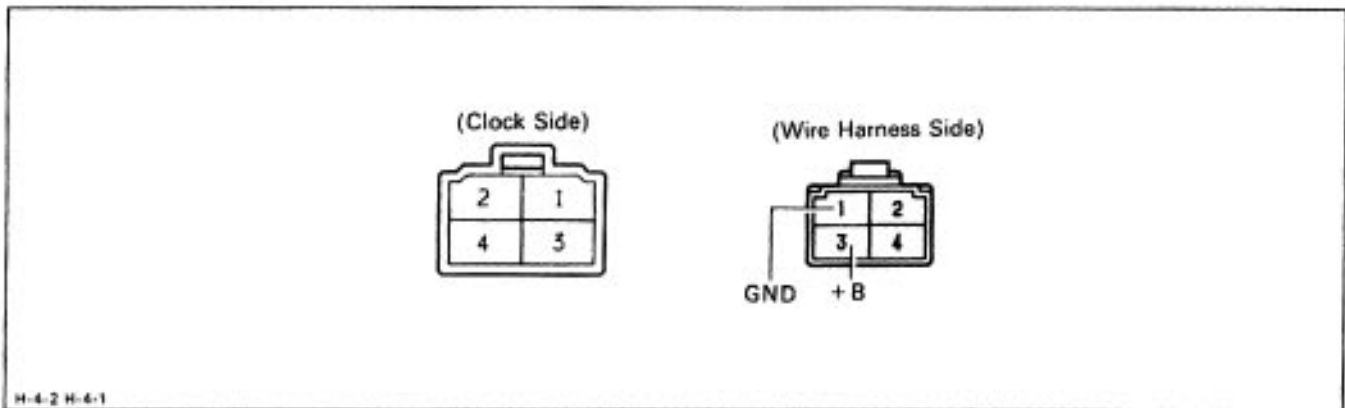 (Clock Side)
2 1
4 3
(Wire Harness Side)
1 2
3 4
GND +B
H-4-2 H-4-1